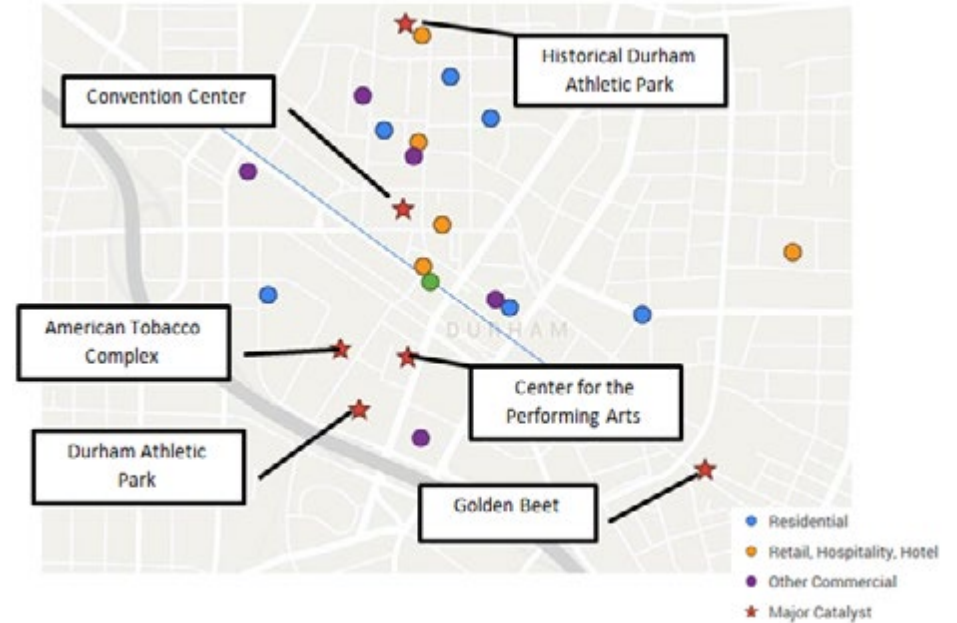 Historical Durham
Athletic Park
Convention Center
American Tobacco
Complex
DURHAM
Center for the
Performing Arts
Durham Athletic
Park
Golden Beet
Residential
Retail, Hospitality, Hotel
Other Commercial
Major Catalyst